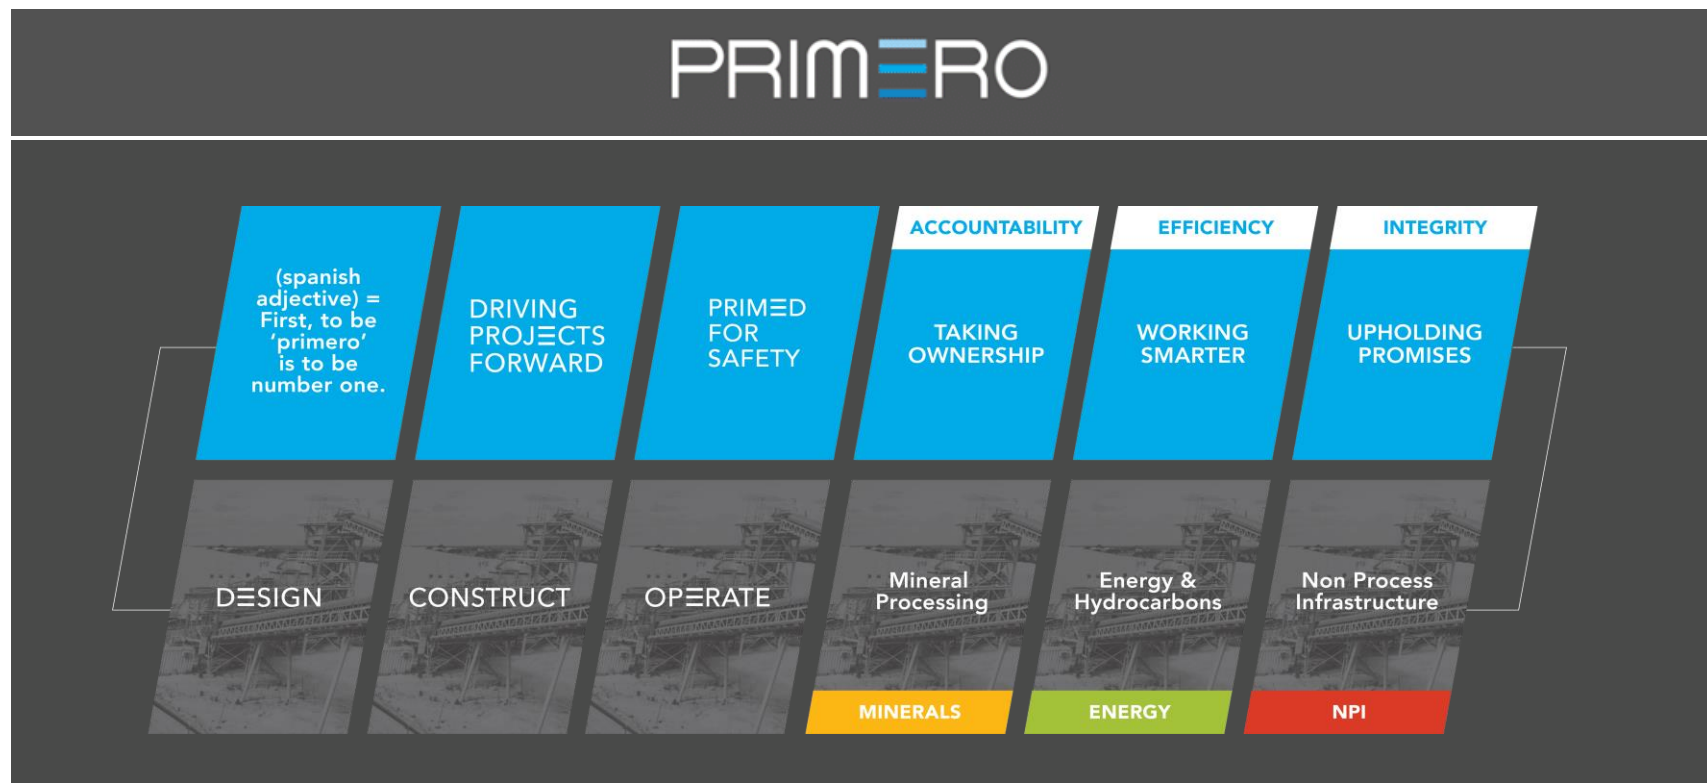 PRIMERO
(spanish
adjective) =
First, to be
‘primero’
is to be
number one.
DRIVING
PROJECTS
FORWARD
PRIMED
FOR
SAFETY
ACCOUNTABILITY
TAKING
OWNERSHIP
EFFICIENCY
WORKING
SMARTER
INTEGRITY
UPHOLDING
PROMISES
DESIGN
CONSTRUCT
OPERATE
Mineral
Processing
MINERALS
Energy &
Hydrocarbons
ENERGY
Non Process
Infrastructure
NPI